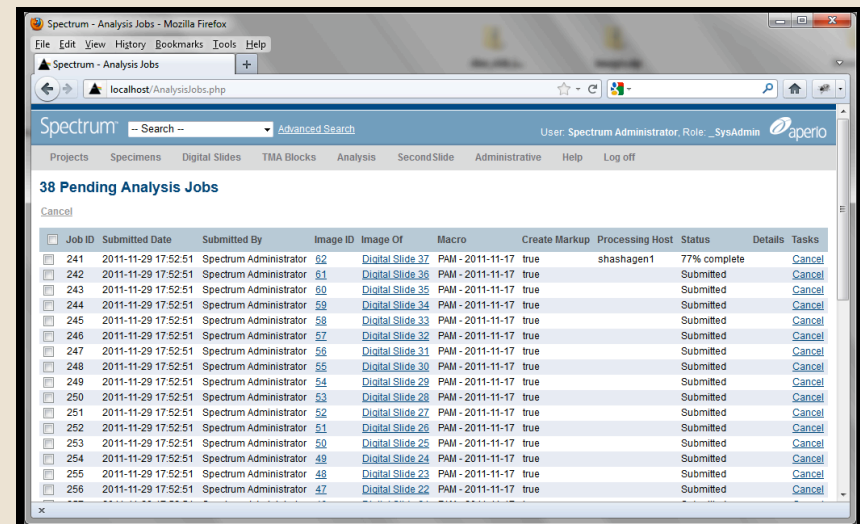 Spectrum - Analysis Jobs - Mozilla Firefox
File Edit View History Bookmarks Tools Help
Spectrum - Analysis Jobs
localhost/AnalysisJobs.php
Spectrum™ -- Search -- Advanced Search User: Spectrum Administrator, Role: _SysAdmin aperio
Projects Specimens Digital Slides TMA Blocks Analysis SecondSlide Administrative Help Log off
38 Pending Analysis Jobs
Cancel
Job ID Submitted Date Submitted By Image ID Image Of Macro Create Markup Processing Host Status Details Tasks
241 2011-11-29 17:52:51 Spectrum Administrator 62 Digital Slide 37 PAM - 2011-11-17 true shashagen1 77% complete Cancel
242 2011-11-29 17:52:51 Spectrum Administrator 61 Digital Slide 36 PAM - 2011-11-17 true Submitted Cancel
243 2011-11-29 17:52:51 Spectrum Administrator 60 Digital Slide 35 PAM - 2011-11-17 true Submitted Cancel
244 2011-11-29 17:52:51 Spectrum Administrator 59 Digital Slide 34 PAM - 2011-11-17 true Submitted Cancel
245 2011-11-29 17:52:51 Spectrum Administrator 58 Digital Slide 33 PAM - 2011-11-17 true Submitted Cancel
246 2011-11-29 17:52:51 Spectrum Administrator 57 Digital Slide 32 PAM - 2011-11-17 true Submitted Cancel
247 2011-11-29 17:52:51 Spectrum Administrator 56 Digital Slide 31 PAM - 2011-11-17 true Submitted Cancel
248 2011-11-29 17:52:51 Spectrum Administrator 55 Digital Slide 30 PAM - 2011-11-17 true Submitted Cancel
249 2011-11-29 17:52:51 Spectrum Administrator 54 Digital Slide 29 PAM - 2011-11-17 true Submitted Cancel
250 2011-11-29 17:52:51 Spectrum Administrator 53 Digital Slide 28 PAM - 2011-11-17 true Submitted Cancel
251 2011-11-29 17:52:51 Spectrum Administrator 52 Digital Slide 27 PAM - 2011-11-17 true Submitted Cancel
252 2011-11-29 17:52:51 Spectrum Administrator 51 Digital Slide 26 PAM - 2011-11-17 true Submitted Cancel
253 2011-11-29 17:52:51 Spectrum Administrator 50 Digital Slide 25 PAM - 2011-11-17 true Submitted Cancel
254 2011-11-29 17:52:51 Spectrum Administrator 49 Digital Slide 24 PAM - 2011-11-17 true Submitted Cancel
255 2011-11-29 17:52:51 Spectrum Administrator 48 Digital Slide 23 PAM - 2011-11-17 true Submitted Cancel
256 2011-11-29 17:52:51 Spectrum Administrator 47 Digital Slide 22 PAM - 2011-11-17 true Submitted Cancel